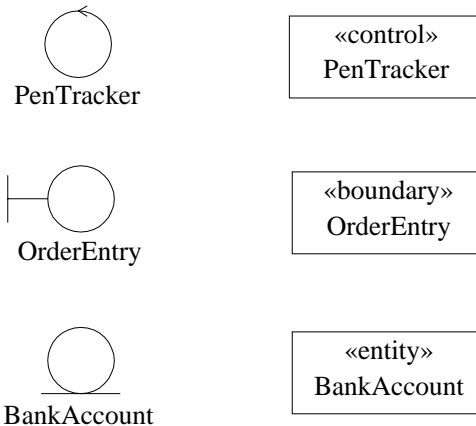 «control»
PenTracker
PenTracker
«boundary»
OrderEntry
OrderEntry
«entity»
BankAccount
BankAccount